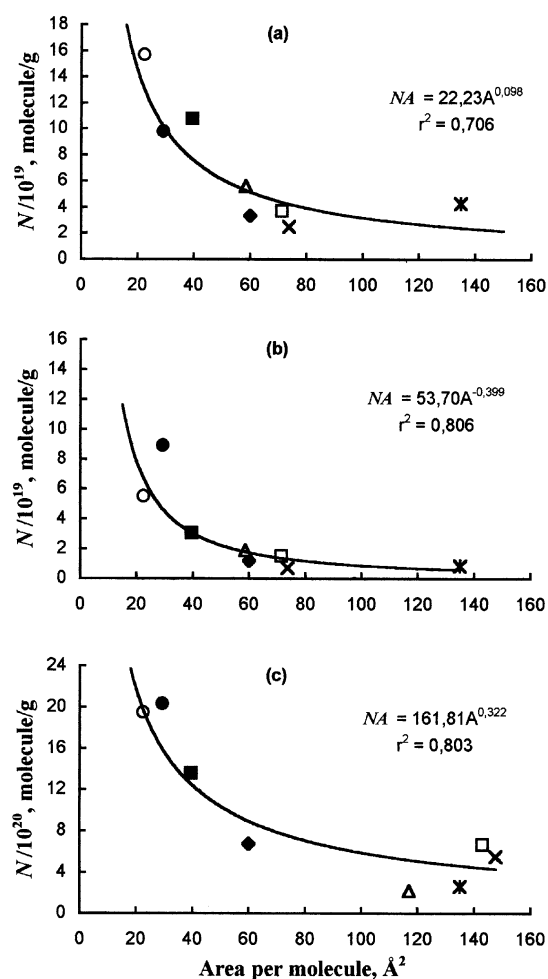 (a)
18
16
14
12
10
8
6
4
2
0
N/10¹⁹, molecule/g
NA = 22,23A⁰,⁰⁹⁸
r² = 0,706
0 20 40 60 80 100 120 140 160
(b)
16
14
12
10
8
6
4
2
0
N/10¹⁹, molecule/g
NA = 53,70A⁻⁰,³⁹⁹
r² = 0,806
0 20 40 60 80 100 120 140 160
(c)
24
20
16
12
8
4
0
N/10²⁰, molecule/g
NA = 161,81A⁰,³²²
r² = 0,803
0 20 40 60 80 100 120 140 160
Area per molecule, Å²